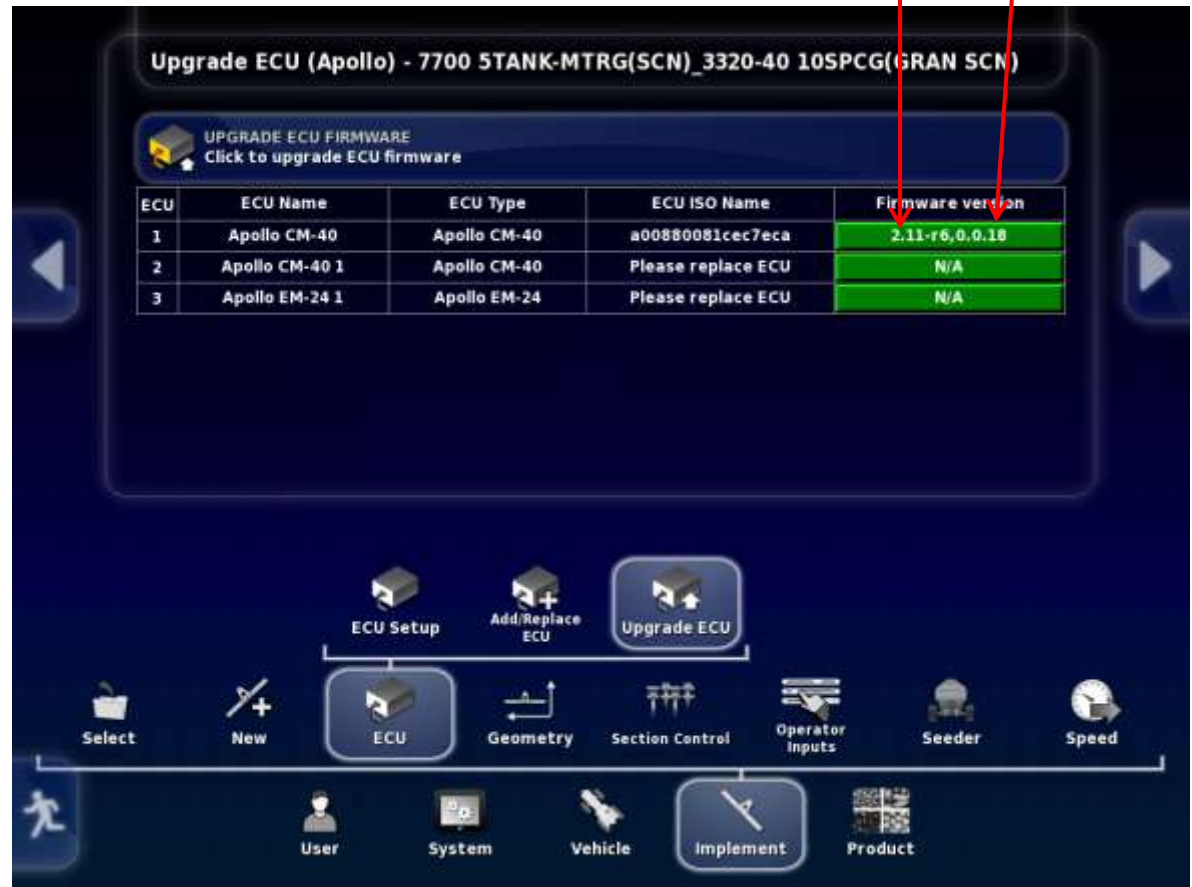 Upgrade ECU (Apollo) - 7700 5TANK-MTRG(SCN)_3320-40 10SPCG(GRAN SCN)
UPGRADE ECU FIRMWARE
Click to upgrade ECU firmware
ECU ECU Name ECU Type ECU ISO Name Firmware version
1 Apollo CM-40 Apollo CM-40 a00880081cec7eca 2.11-r6,0.0.18
2 Apollo CM-40 1 Apollo CM-40 Please replace ECU N/A
3 Apollo EM-24 1 Apollo EM-24 Please replace ECU N/A
ECU Setup Add/Replace ECU Upgrade ECU
Select New ECU Geometry Section Control Operator Inputs Seeder Speed
User System Vehicle Implement Product